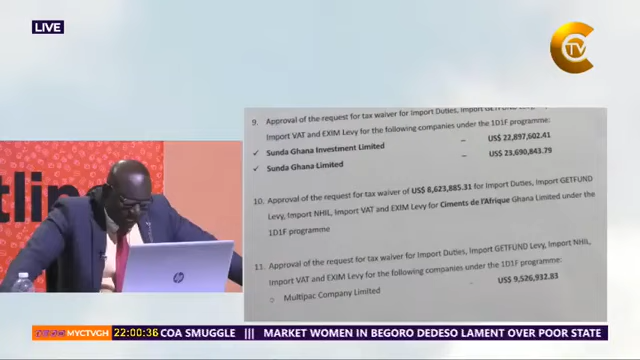 LIVE
CTV
9. Approval of the request for tax waiver for Import Duties, Import GETFUND Levy,
Import VAT and EXIM Levy for the following companies under the 1D1F programme:
✓ Sunda Ghana Investment Limited – US$ 22,897,602.41
✓ Sunda Ghana Limited – US$ 23,690,843.79
10. Approval of the request for tax waiver of US$ 8,623,885.31 for Import Duties, Import GETFUND
Levy, Import NHIL, Import VAT and EXIM Levy for Ciments de l'Afrique Ghana Limited under the
1D1F programme
11. Approval of the request for tax waiver for Import Duties, Import GETFUND Levy, Import NHIL,
Import VAT and EXIM Levy for the following companies under the 1D1F programme:
○ Multipac Company Limited - US$ 9,526,932.83
hp
MYCTVGH 22:00:36 COA SMUGGLE ||| MARKET WOMEN IN BEGORO DEDESO LAMENT OVER POOR STATE